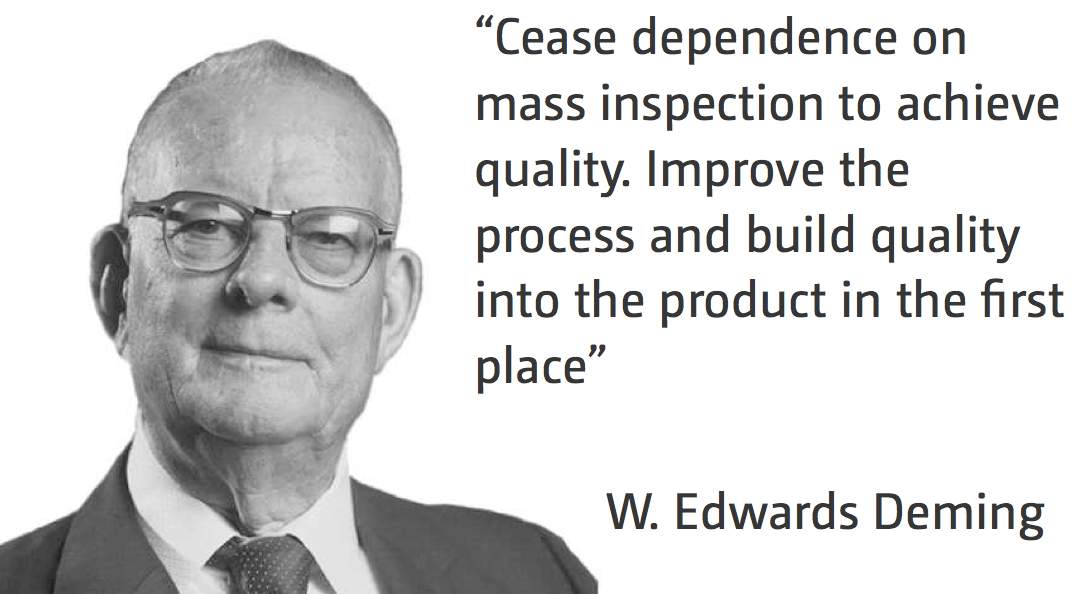 “Cease dependence on
mass inspection to achieve
quality. Improve the
process and build quality
into the product in the first
place”
W. Edwards Deming